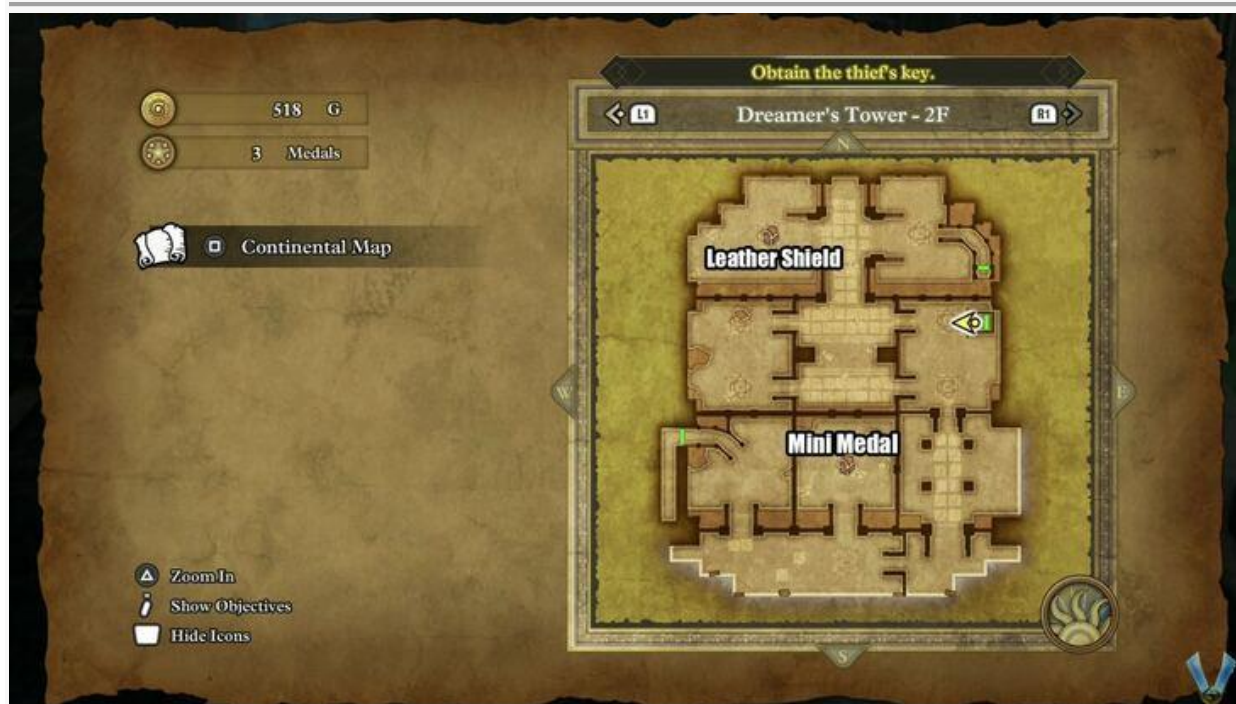 518 G
3 Medals
Continental Map
Zoom In
Show Objectives
Hide Icons
Obtain the thief's key.
L1 Dreamer's Tower - 2F R1
N
Leather Shield
W E
Mini Medal
S